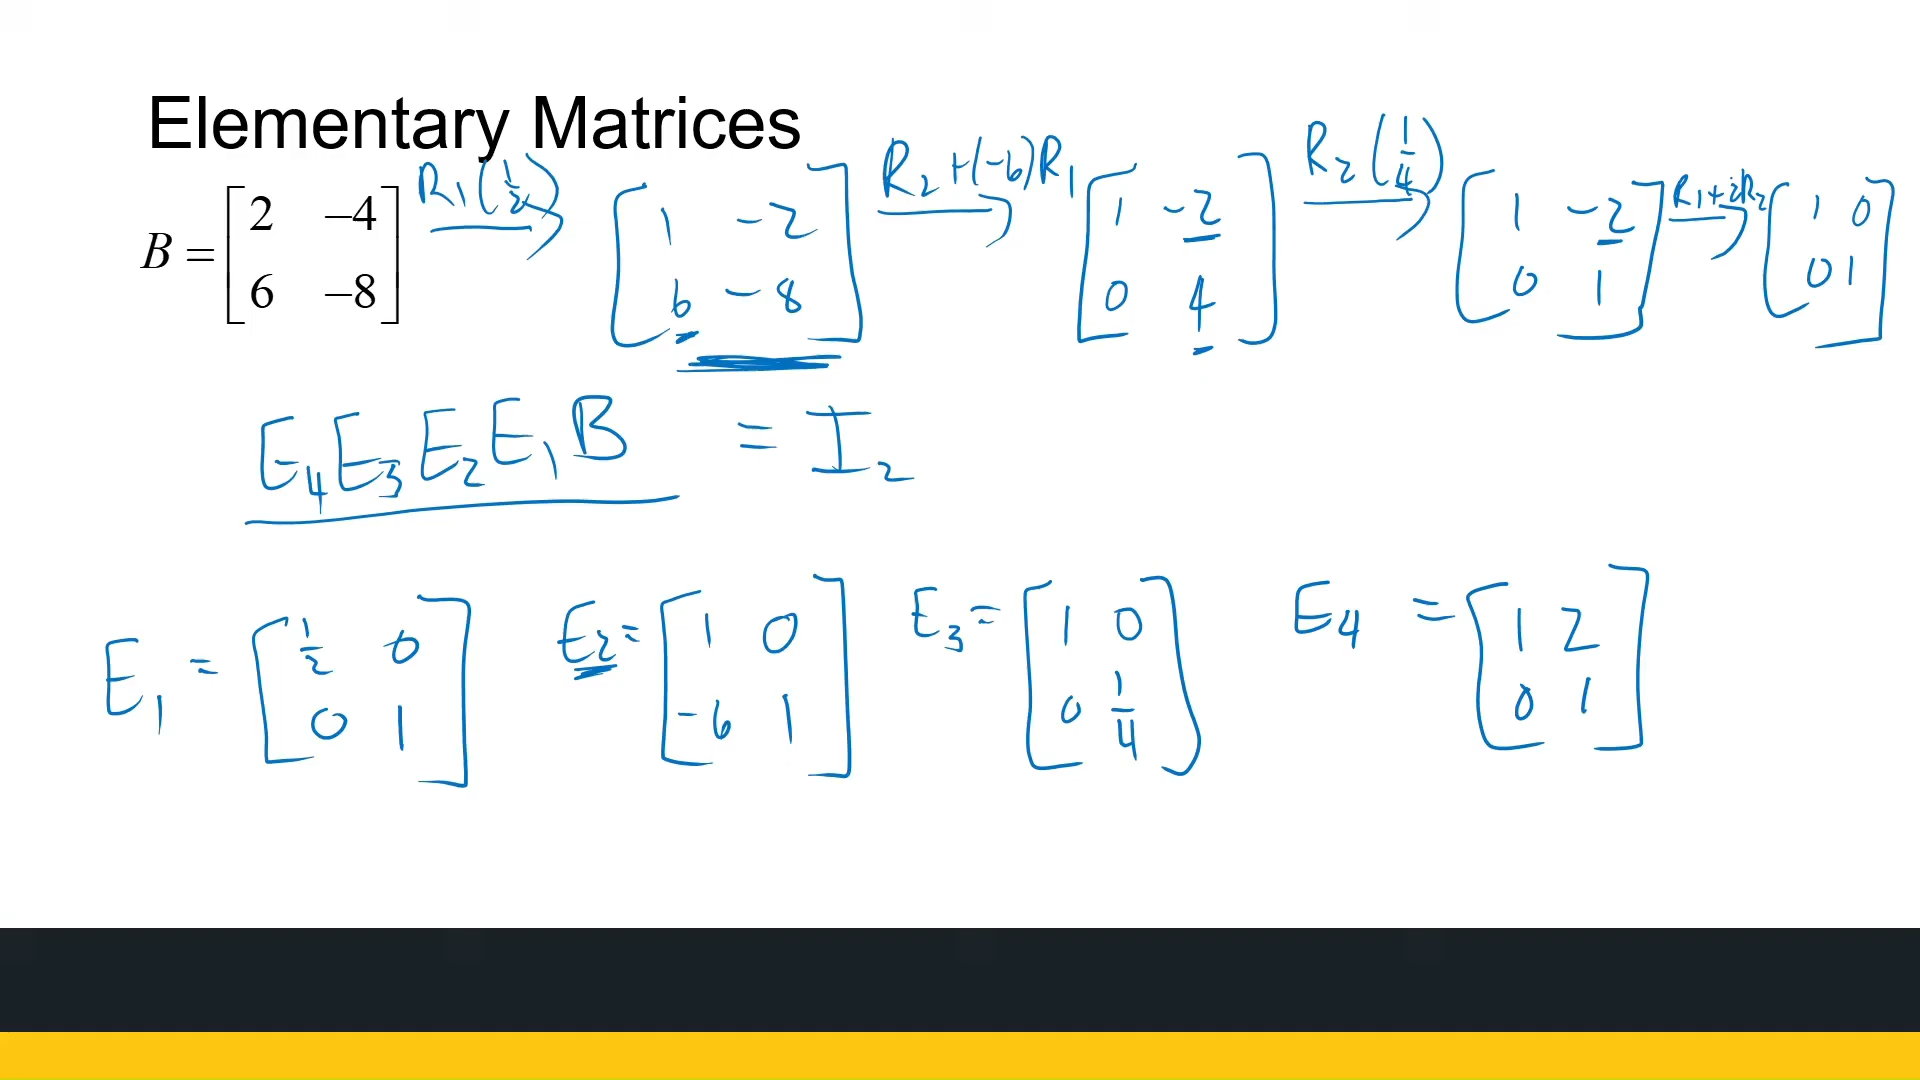 Elementary Matrices
R1(1/2) R2+(-6)R1 R2(1/4) R1+2R2
B = [2 −4; 6 −8] [1 -2; 6 -8] [1 -2; 0 4] [1 -2; 0 1] [1 0; 0 1]
E4E3E2E1B = I2
E1 = [1/2 0; 0 1] E2 = [1 0; -6 1] E3 = [1 0; 0 1/4] E4 = [1 2; 0 1]